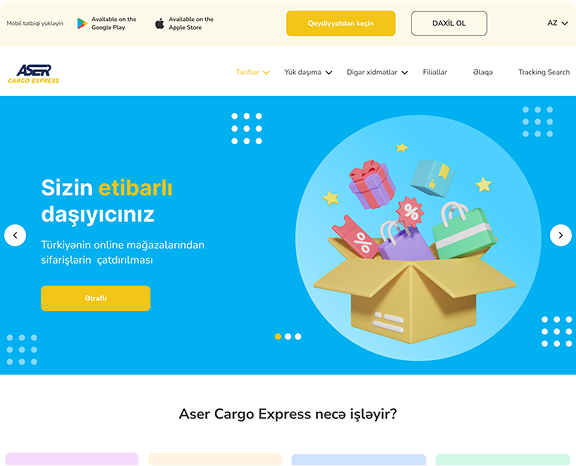 Mobil tətbiqi yükləyin
Available on the
Google Play
Available on the
Apple Store
Qeydiyyatdan keçin
DAXİL OL
AZ
ASER
CARGO EXPRESS
Tariflər
Yük daşıma
Digər xidmətlər
Filiallar
Əlaqə
Tracking Search
Sizin etibarlı
daşıyıcınız
Türkiyənin online mağazalarından
sifarişlərin çatdırılması
Ətraflı
%
%
Aser Cargo Express necə işləyir?